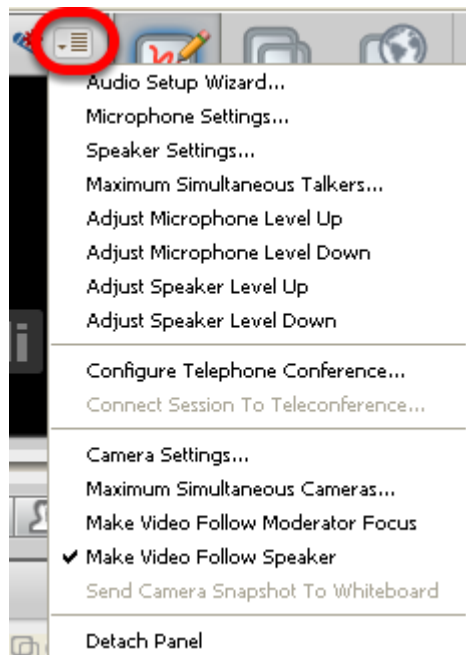 Audio Setup Wizard...
Microphone Settings...
Speaker Settings...
Maximum Simultaneous Talkers...
Adjust Microphone Level Up
Adjust Microphone Level Down
Adjust Speaker Level Up
Adjust Speaker Level Down
Configure Telephone Conference...
Connect Session To Teleconference...
Camera Settings...
Maximum Simultaneous Cameras...
Make Video Follow Moderator Focus
Make Video Follow Speaker
Send Camera Snapshot To Whiteboard
Detach Panel